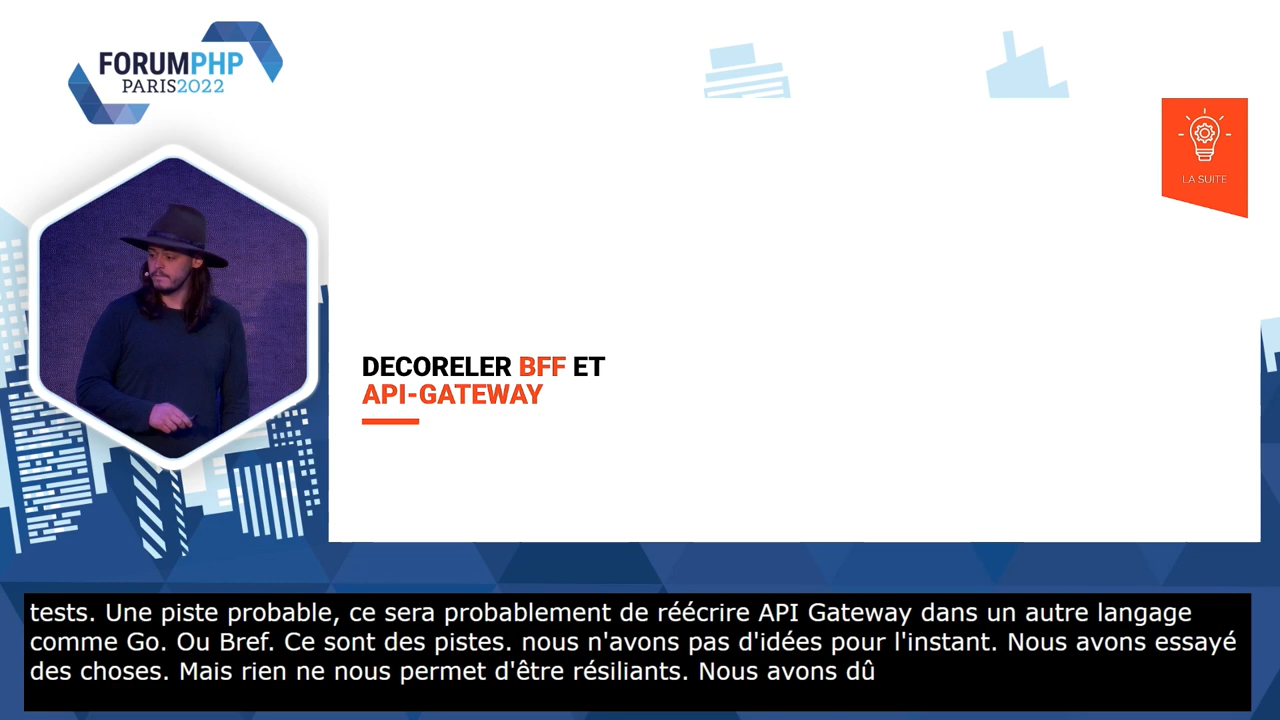 FORUMPHP
PARIS2022
LA SUITE
DECORELER BFF ET
API-GATEWAY
tests. Une piste probable, ce sera probablement de réécrire API Gateway dans un autre langage
comme Go. Ou Bref. Ce sont des pistes. nous n'avons pas d'idées pour l'instant. Nous avons essayé
des choses. Mais rien ne nous permet d'être résiliants. Nous avons dû